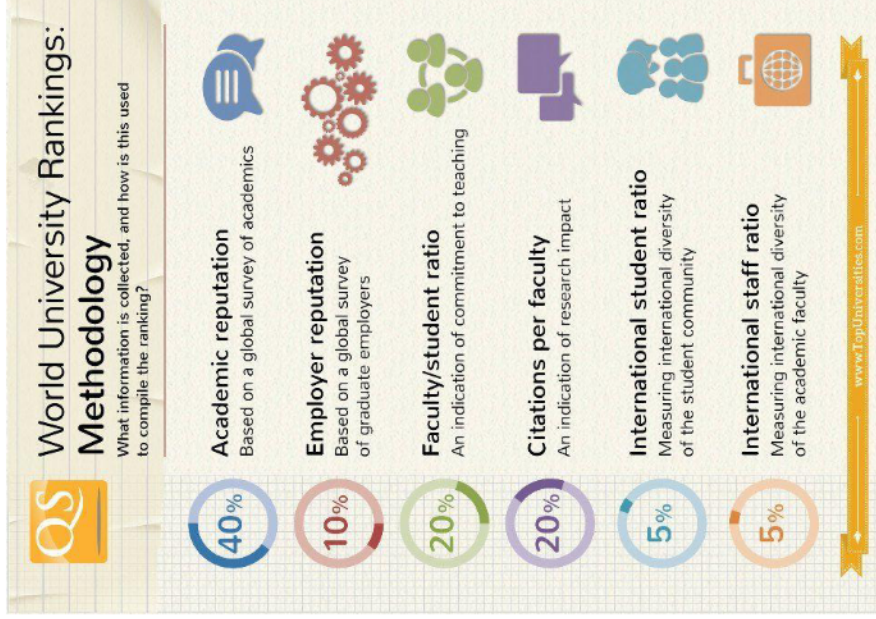 QS
World University Rankings:
Methodology
What information is collected, and how is this used
to compile the ranking?
40%
Academic reputation
Based on a global survey of academics
10%
Employer reputation
Based on a global survey
of graduate employers
20%
Faculty/student ratio
An indication of commitment to teaching
20%
Citations per faculty
An indication of research impact
5%
International student ratio
Measuring international diversity
of the student community
5%
International staff ratio
Measuring international diversity
of the academic faculty
www.TopUniversities.com